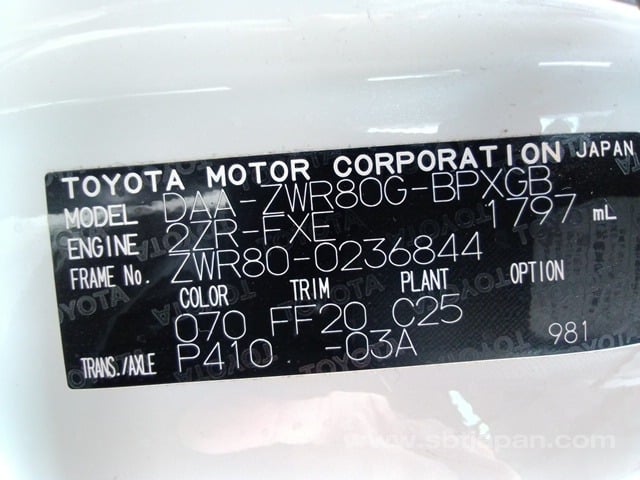 TOYOTA MOTOR CORPORATION JAPAN
MODEL DAA-ZWR80G-BPXGB
ENGINE 2ZR-FXE 1797 mL
FRAME No. ZWR80-0236844
COLOR TRIM PLANT OPTION
070 FF20 C25
TRANS./AXLE P410 -03A 981
www.sbtjapan.com